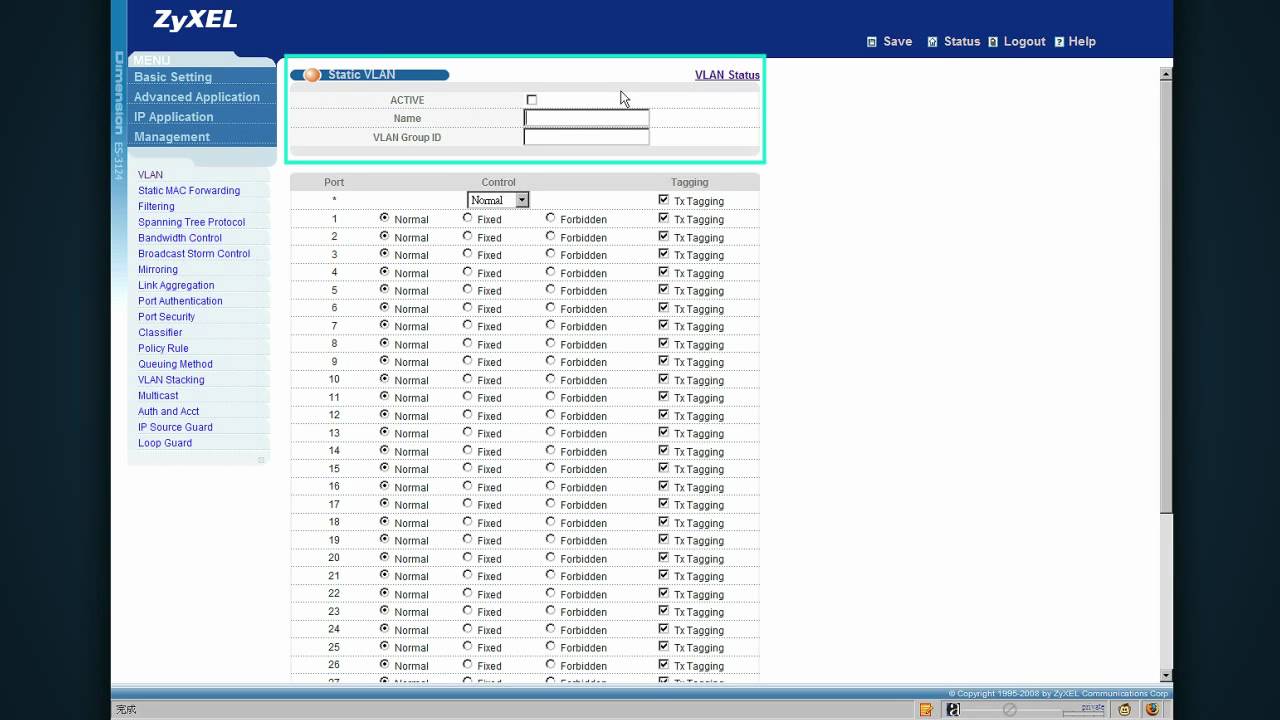 ZyXEL
Save Status Logout Help
Dimension ES-3124
MENU
Basic Setting
Advanced Application
IP Application
Management
VLAN
Static MAC Forwarding
Filtering
Spanning Tree Protocol
Bandwidth Control
Broadcast Storm Control
Mirroring
Link Aggregation
Port Authentication
Port Security
Classifier
Policy Rule
Queuing Method
VLAN Stacking
Multicast
Auth and Acct
IP Source Guard
Loop Guard
Static VLAN VLAN Status
ACTIVE
Name
VLAN Group ID
Port Control Tagging
* Normal Tx Tagging
1 Normal Fixed Forbidden Tx Tagging
2 Normal Fixed Forbidden Tx Tagging
3 Normal Fixed Forbidden Tx Tagging
4 Normal Fixed Forbidden Tx Tagging
5 Normal Fixed Forbidden Tx Tagging
6 Normal Fixed Forbidden Tx Tagging
7 Normal Fixed Forbidden Tx Tagging
8 Normal Fixed Forbidden Tx Tagging
9 Normal Fixed Forbidden Tx Tagging
10 Normal Fixed Forbidden Tx Tagging
11 Normal Fixed Forbidden Tx Tagging
12 Normal Fixed Forbidden Tx Tagging
13 Normal Fixed Forbidden Tx Tagging
14 Normal Fixed Forbidden Tx Tagging
15 Normal Fixed Forbidden Tx Tagging
16 Normal Fixed Forbidden Tx Tagging
17 Normal Fixed Forbidden Tx Tagging
18 Normal Fixed Forbidden Tx Tagging
19 Normal Fixed Forbidden Tx Tagging
20 Normal Fixed Forbidden Tx Tagging
21 Normal Fixed Forbidden Tx Tagging
22 Normal Fixed Forbidden Tx Tagging
23 Normal Fixed Forbidden Tx Tagging
24 Normal Fixed Forbidden Tx Tagging
25 Normal Fixed Forbidden Tx Tagging
26 Normal Fixed Forbidden Tx Tagging
© Copyright 1995-2008 by ZyXEL Communications Corp
完成 private